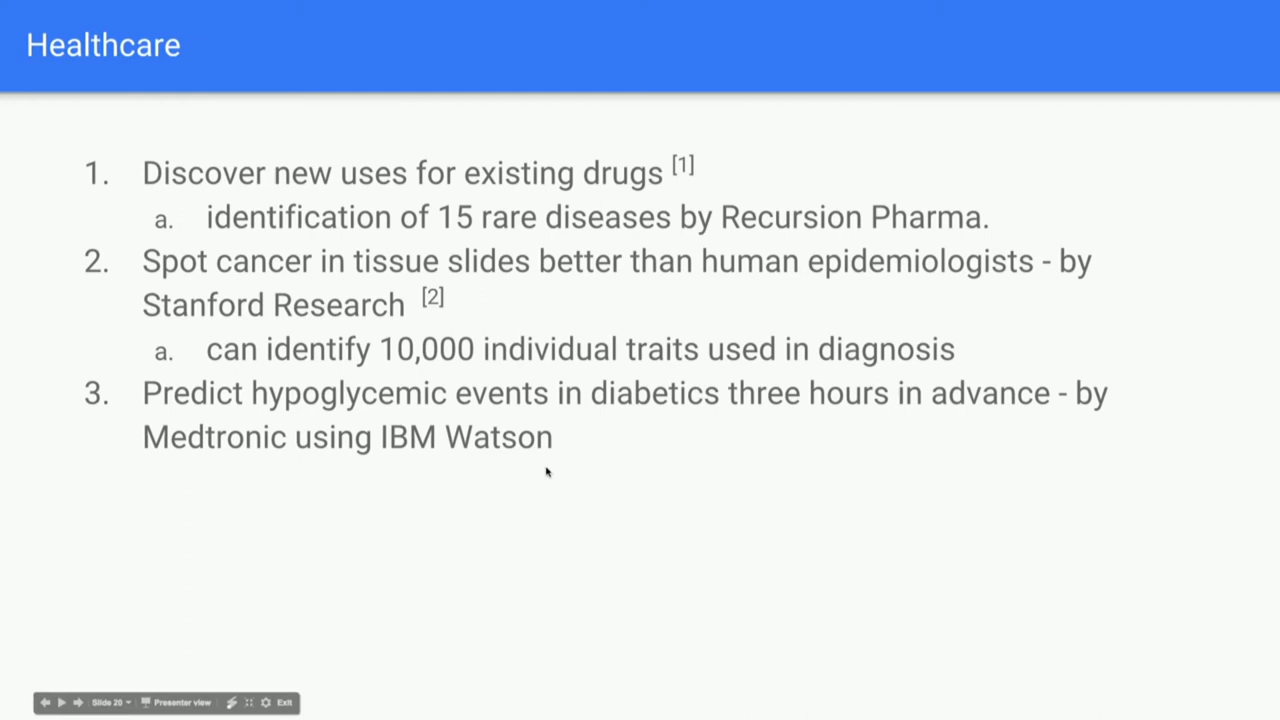 Healthcare
1. Discover new uses for existing drugs [1]
a. identification of 15 rare diseases by Recursion Pharma.
2. Spot cancer in tissue slides better than human epidemiologists - by
Stanford Research [2]
a. can identify 10,000 individual traits used in diagnosis
3. Predict hypoglycemic events in diabetics three hours in advance - by
Medtronic using IBM Watson
Slide 20 Presenter view Exit